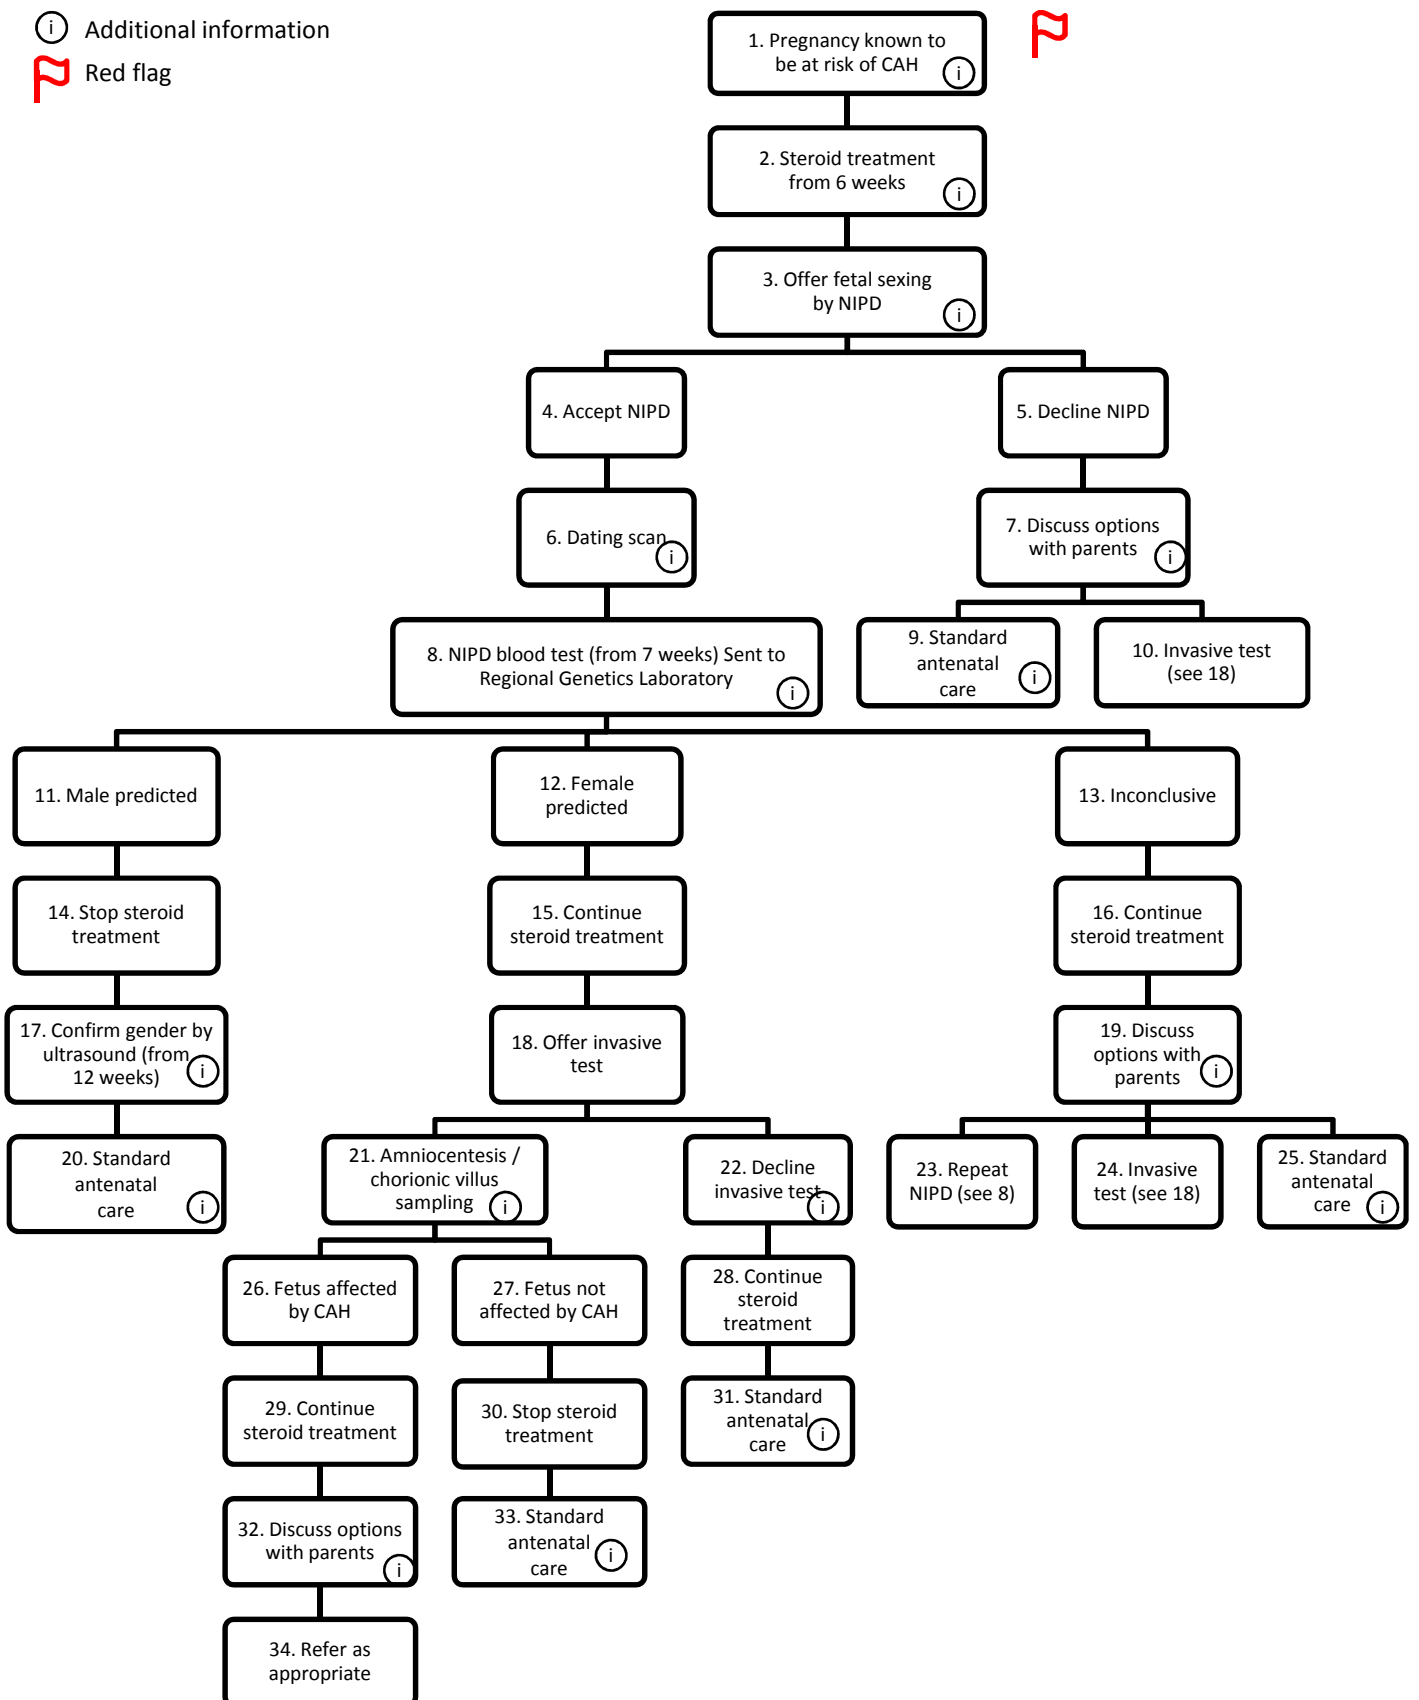 i Additional information
Red flag
1. Pregnancy known to
be at risk of CAH
i
2. Steroid treatment
from 6 weeks
i
3. Offer fetal sexing
by NIPD
i
4. Accept NIPD
5. Decline NIPD
6. Dating scan
i
7. Discuss options
with parents
i
8. NIPD blood test (from 7 weeks) Sent to
Regional Genetics Laboratory
i
9. Standard
antenatal
care
i
10. Invasive test
(see 18)
11. Male predicted
12. Female
predicted
13. Inconclusive
14. Stop steroid
treatment
15. Continue
steroid treatment
16. Continue
steroid treatment
17. Confirm gender by
ultrasound (from
12 weeks)
i
18. Offer invasive
test
19. Discuss
options with
parents
i
20. Standard
antenatal
care
i
21. Amniocentesis /
chorionic villus
sampling
i
22. Decline
invasive test
i
23. Repeat
NIPD (see 8)
24. Invasive
test (see 18)
25. Standard
antenatal
care
i
26. Fetus affected
by CAH
27. Fetus not
affected by CAH
28. Continue
steroid
treatment
29. Continue
steroid treatment
30. Stop steroid
treatment
31. Standard
antenatal
care
i
32. Discuss options
with parents
i
33. Standard
antenatal
care
i
34. Refer as
appropriate